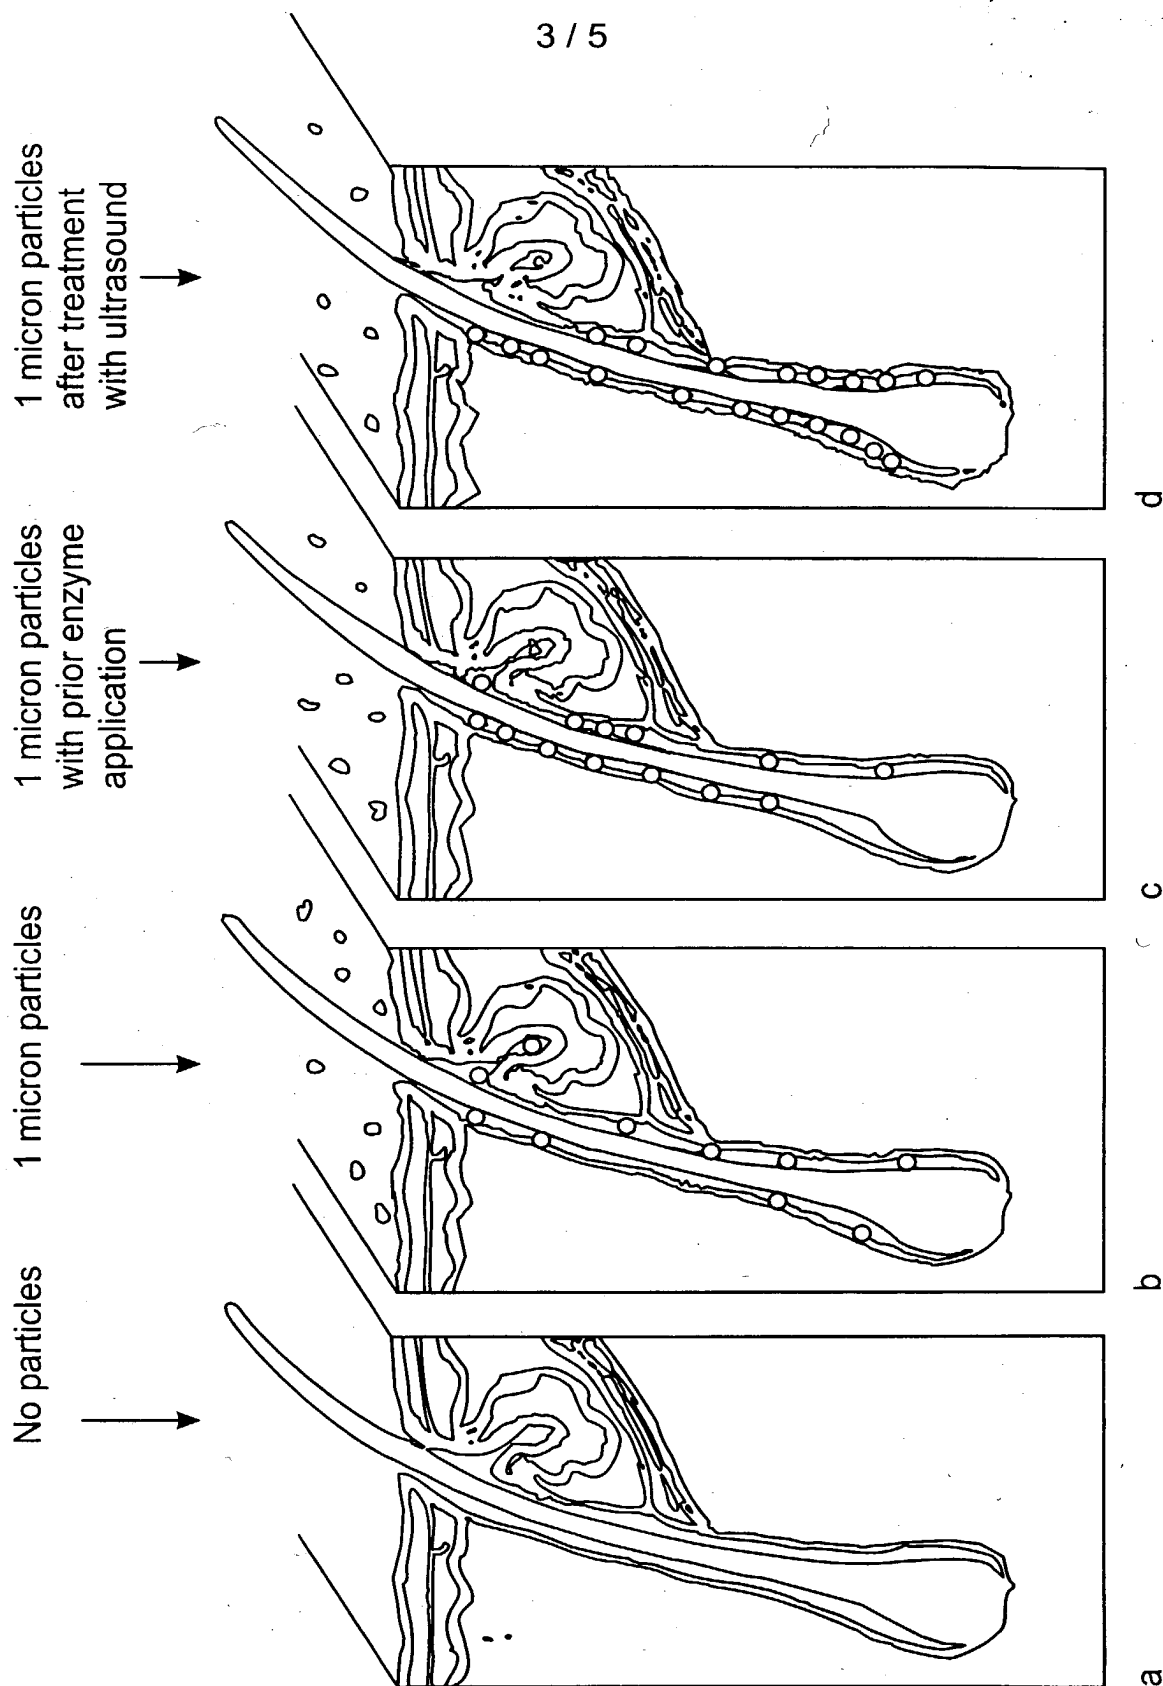 3 / 5
No particles
1 micron particles
1 micron particles
with prior enzyme
application
1 micron particles
after treatment
with ultrasound
a
b
c
d